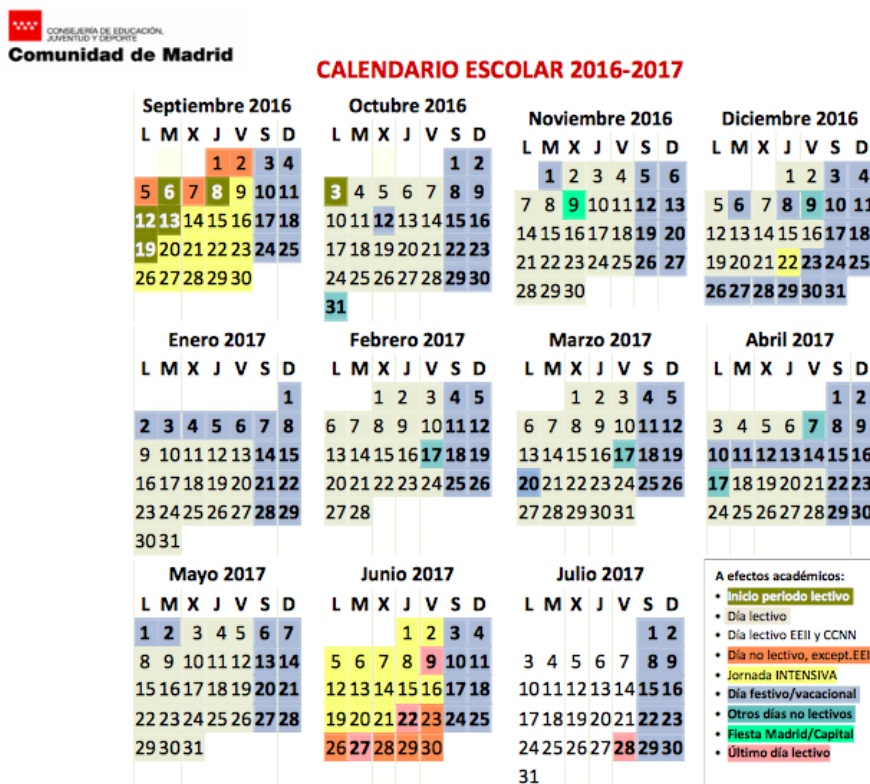 CONSEJERÍA DE EDUCACIÓN,
JUVENTUD Y DEPORTE
Comunidad de Madrid
CALENDARIO ESCOLAR 2016-2017
Septiembre 2016
L M X J V S D
1 2 3 4
5 6 7 8 9 10 11
12 13 14 15 16 17 18
19 20 21 22 23 24 25
26 27 28 29 30
Octubre 2016
L M X J V S D
1 2
3 4 5 6 7 8 9
10 11 12 13 14 15 16
17 18 19 20 21 22 23
24 25 26 27 28 29 30
31
Noviembre 2016
L M X J V S D
1 2 3 4 5 6
7 8 9 10 11 12 13
14 15 16 17 18 19 20
21 22 23 24 25 26 27
28 29 30
Diciembre 2016
L M X J V S D
1 2 3 4
5 6 7 8 9 10 11
12 13 14 15 16 17 18
19 20 21 22 23 24 25
26 27 28 29 30 31
Enero 2017
L M X J V S D
1
2 3 4 5 6 7 8
9 10 11 12 13 14 15
16 17 18 19 20 21 22
23 24 25 26 27 28 29
30 31
Febrero 2017
L M X J V S D
1 2 3 4 5
6 7 8 9 10 11 12
13 14 15 16 17 18 19
20 21 22 23 24 25 26
27 28
Marzo 2017
L M X J V S D
1 2 3 4 5
6 7 8 9 10 11 12
13 14 15 16 17 18 19
20 21 22 23 24 25 26
27 28 29 30 31
Abril 2017
L M X J V S D
1 2
3 4 5 6 7 8 9
10 11 12 13 14 15 16
17 18 19 20 21 22 23
24 25 26 27 28 29 30
Mayo 2017
L M X J V S D
1 2 3 4 5 6 7
8 9 10 11 12 13 14
15 16 17 18 19 20 21
22 23 24 25 26 27 28
29 30 31
Junio 2017
L M X J V S D
1 2 3 4
5 6 7 8 9 10 11
12 13 14 15 16 17 18
19 20 21 22 23 24 25
26 27 28 29 30
Julio 2017
L M X J V S D
1 2
3 4 5 6 7 8 9
10 11 12 13 14 15 16
17 18 19 20 21 22 23
24 25 26 27 28 29 30
31
A efectos académicos:
• Inicio periodo lectivo
• Día lectivo
• Día lectivo EEII y CCNN
• Día no lectivo, except.EEII
• Jornada INTENSIVA
• Día festivo/vacacional
• Otros días no lectivos
• Fiesta Madrid/Capital
• Último día lectivo